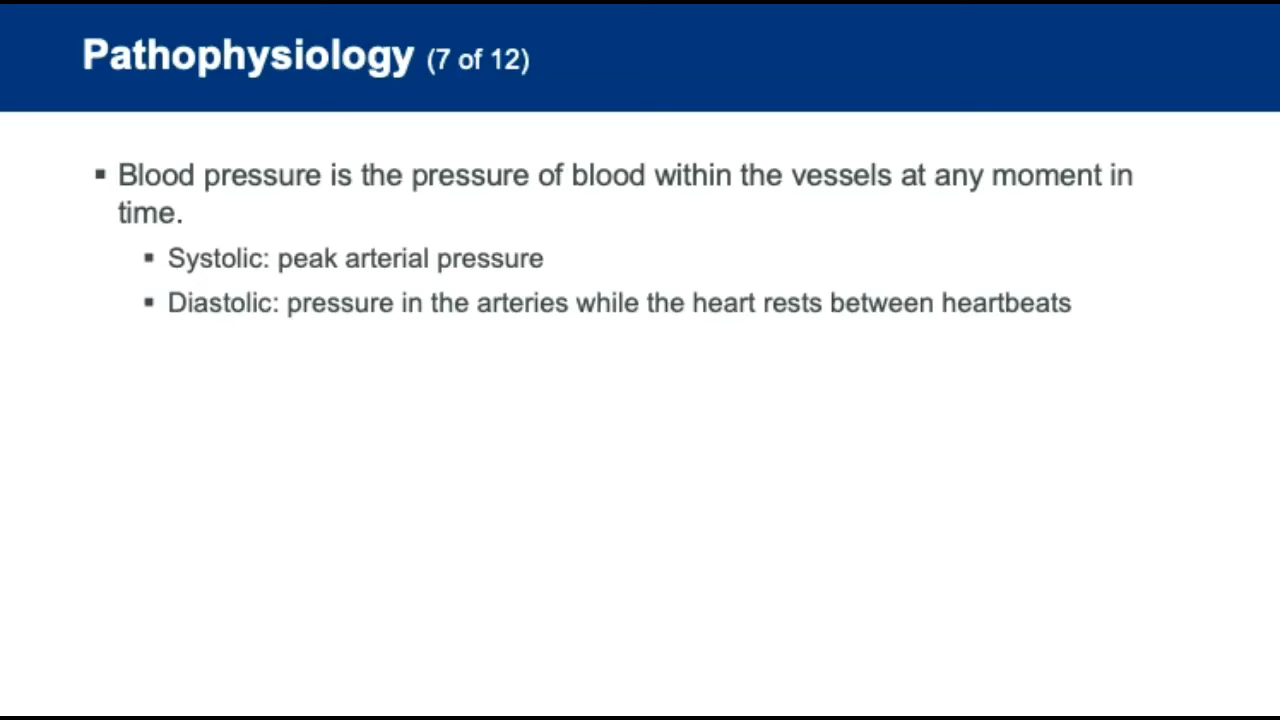 Pathophysiology (7 of 12)
▪ Blood pressure is the pressure of blood within the vessels at any moment in
time.
▪ Systolic: peak arterial pressure
▪ Diastolic: pressure in the arteries while the heart rests between heartbeats